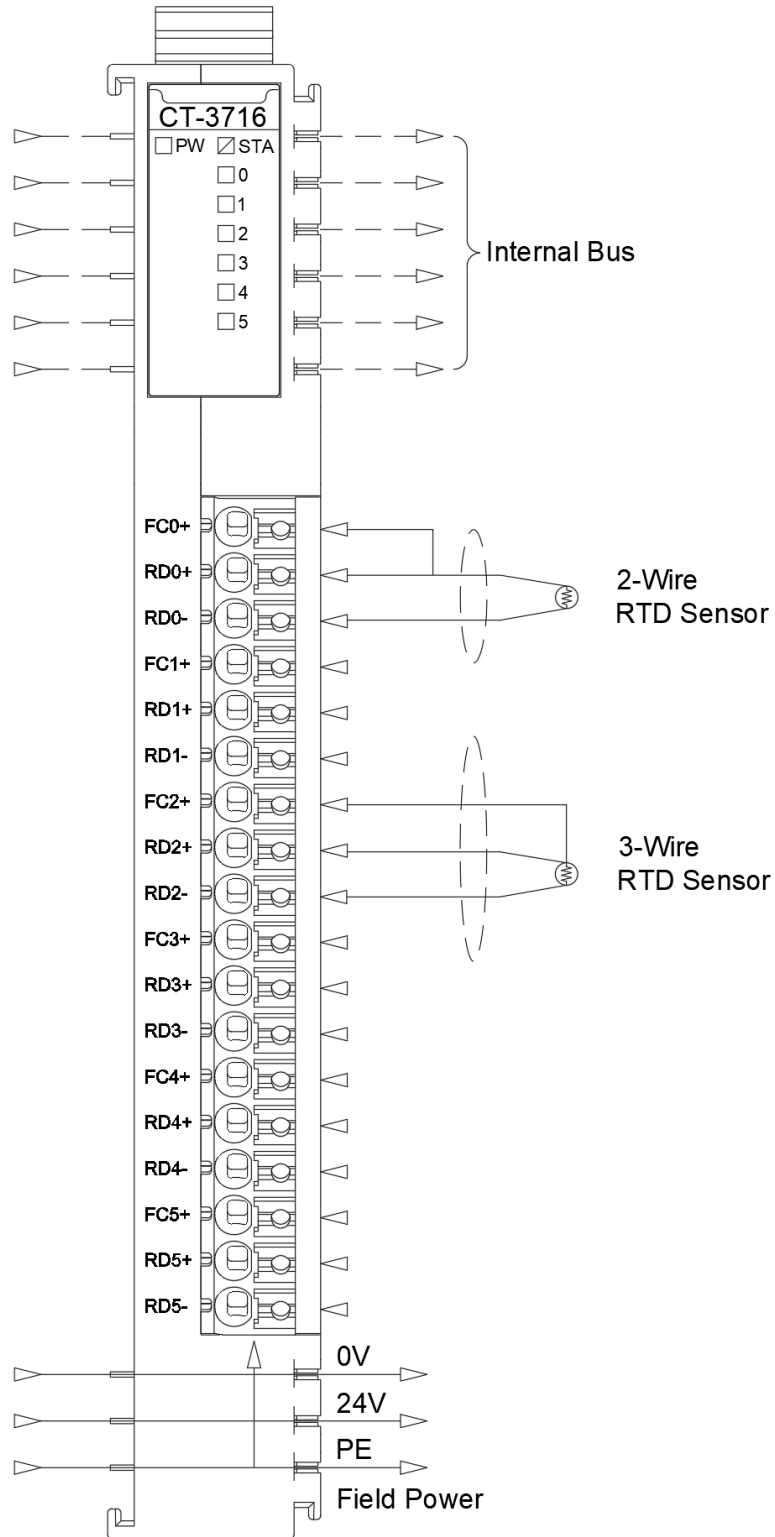 CT-3716
PW STA
0
1
2
3
4
5
Internal Bus
FC0+
RD0+
RD0-
FC1+
RD1+
RD1-
FC2+
RD2+
RD2-
FC3+
RD3+
RD3-
FC4+
RD4+
RD4-
FC5+
RD5+
RD5-
2-Wire
RTD Sensor
3-Wire
RTD Sensor
0V
24V
PE
Field Power